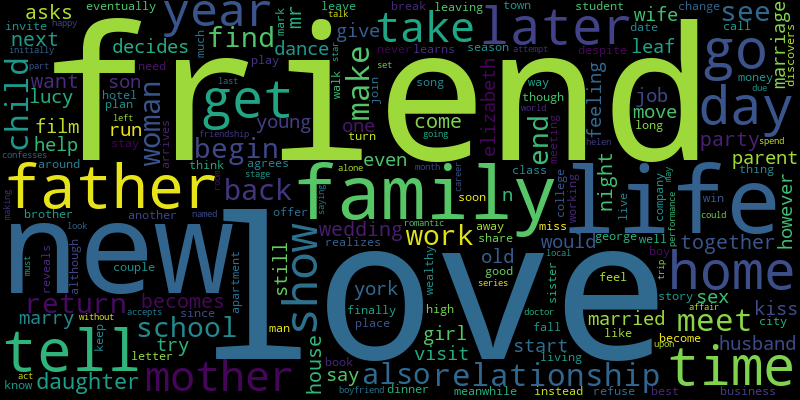 friend
love
new
life
family
father
get
take
later
go
day
home
time
tell
show
mother
relationship
year
find
make
see
child
woman
begin
back
work
meet
return
school
daughter
also
end
night
together
asks
eventually
invite
next
decides
mr
dance
give
mark
leave
talk
happy
initially
much
star
break
never
learns
leaving
season
town
despite
student
date
change
call
wife
leaf
discovers
marriage
part
need
play
want
son
lucy
hotel
plan
film
help
left
run
stay
arrives
last
friendship
young
one
walk
join
song
set
attempt
turn
come
even
way
though
going
world
elizabeth
meeting
feeling
job
move
long
helen
money
due
party
spend
parent
confesses
around
think
agrees
stage
alone
month
career
soon
class
college
working
live
company
may
performance
win
could
thing
however
brother
another
named
offer
saying
n
miss
wedding
romantic
away
share
realizes
would
george
well
boy
making
look
reveals
although
must
couple
apartment
still
york
wealthy
old
good
series
sister
local
feel
trip
story
sex
affair
kiss
city
becomes
marry
without
accepts
since
man
finally
place
high
girl
doctor
fall
married
like
become
upon
husband
keep
try
letter
house
book
say
visit
start
living
know
act
boyfriend
dinner
meanwhile
instead
refuse
best
business